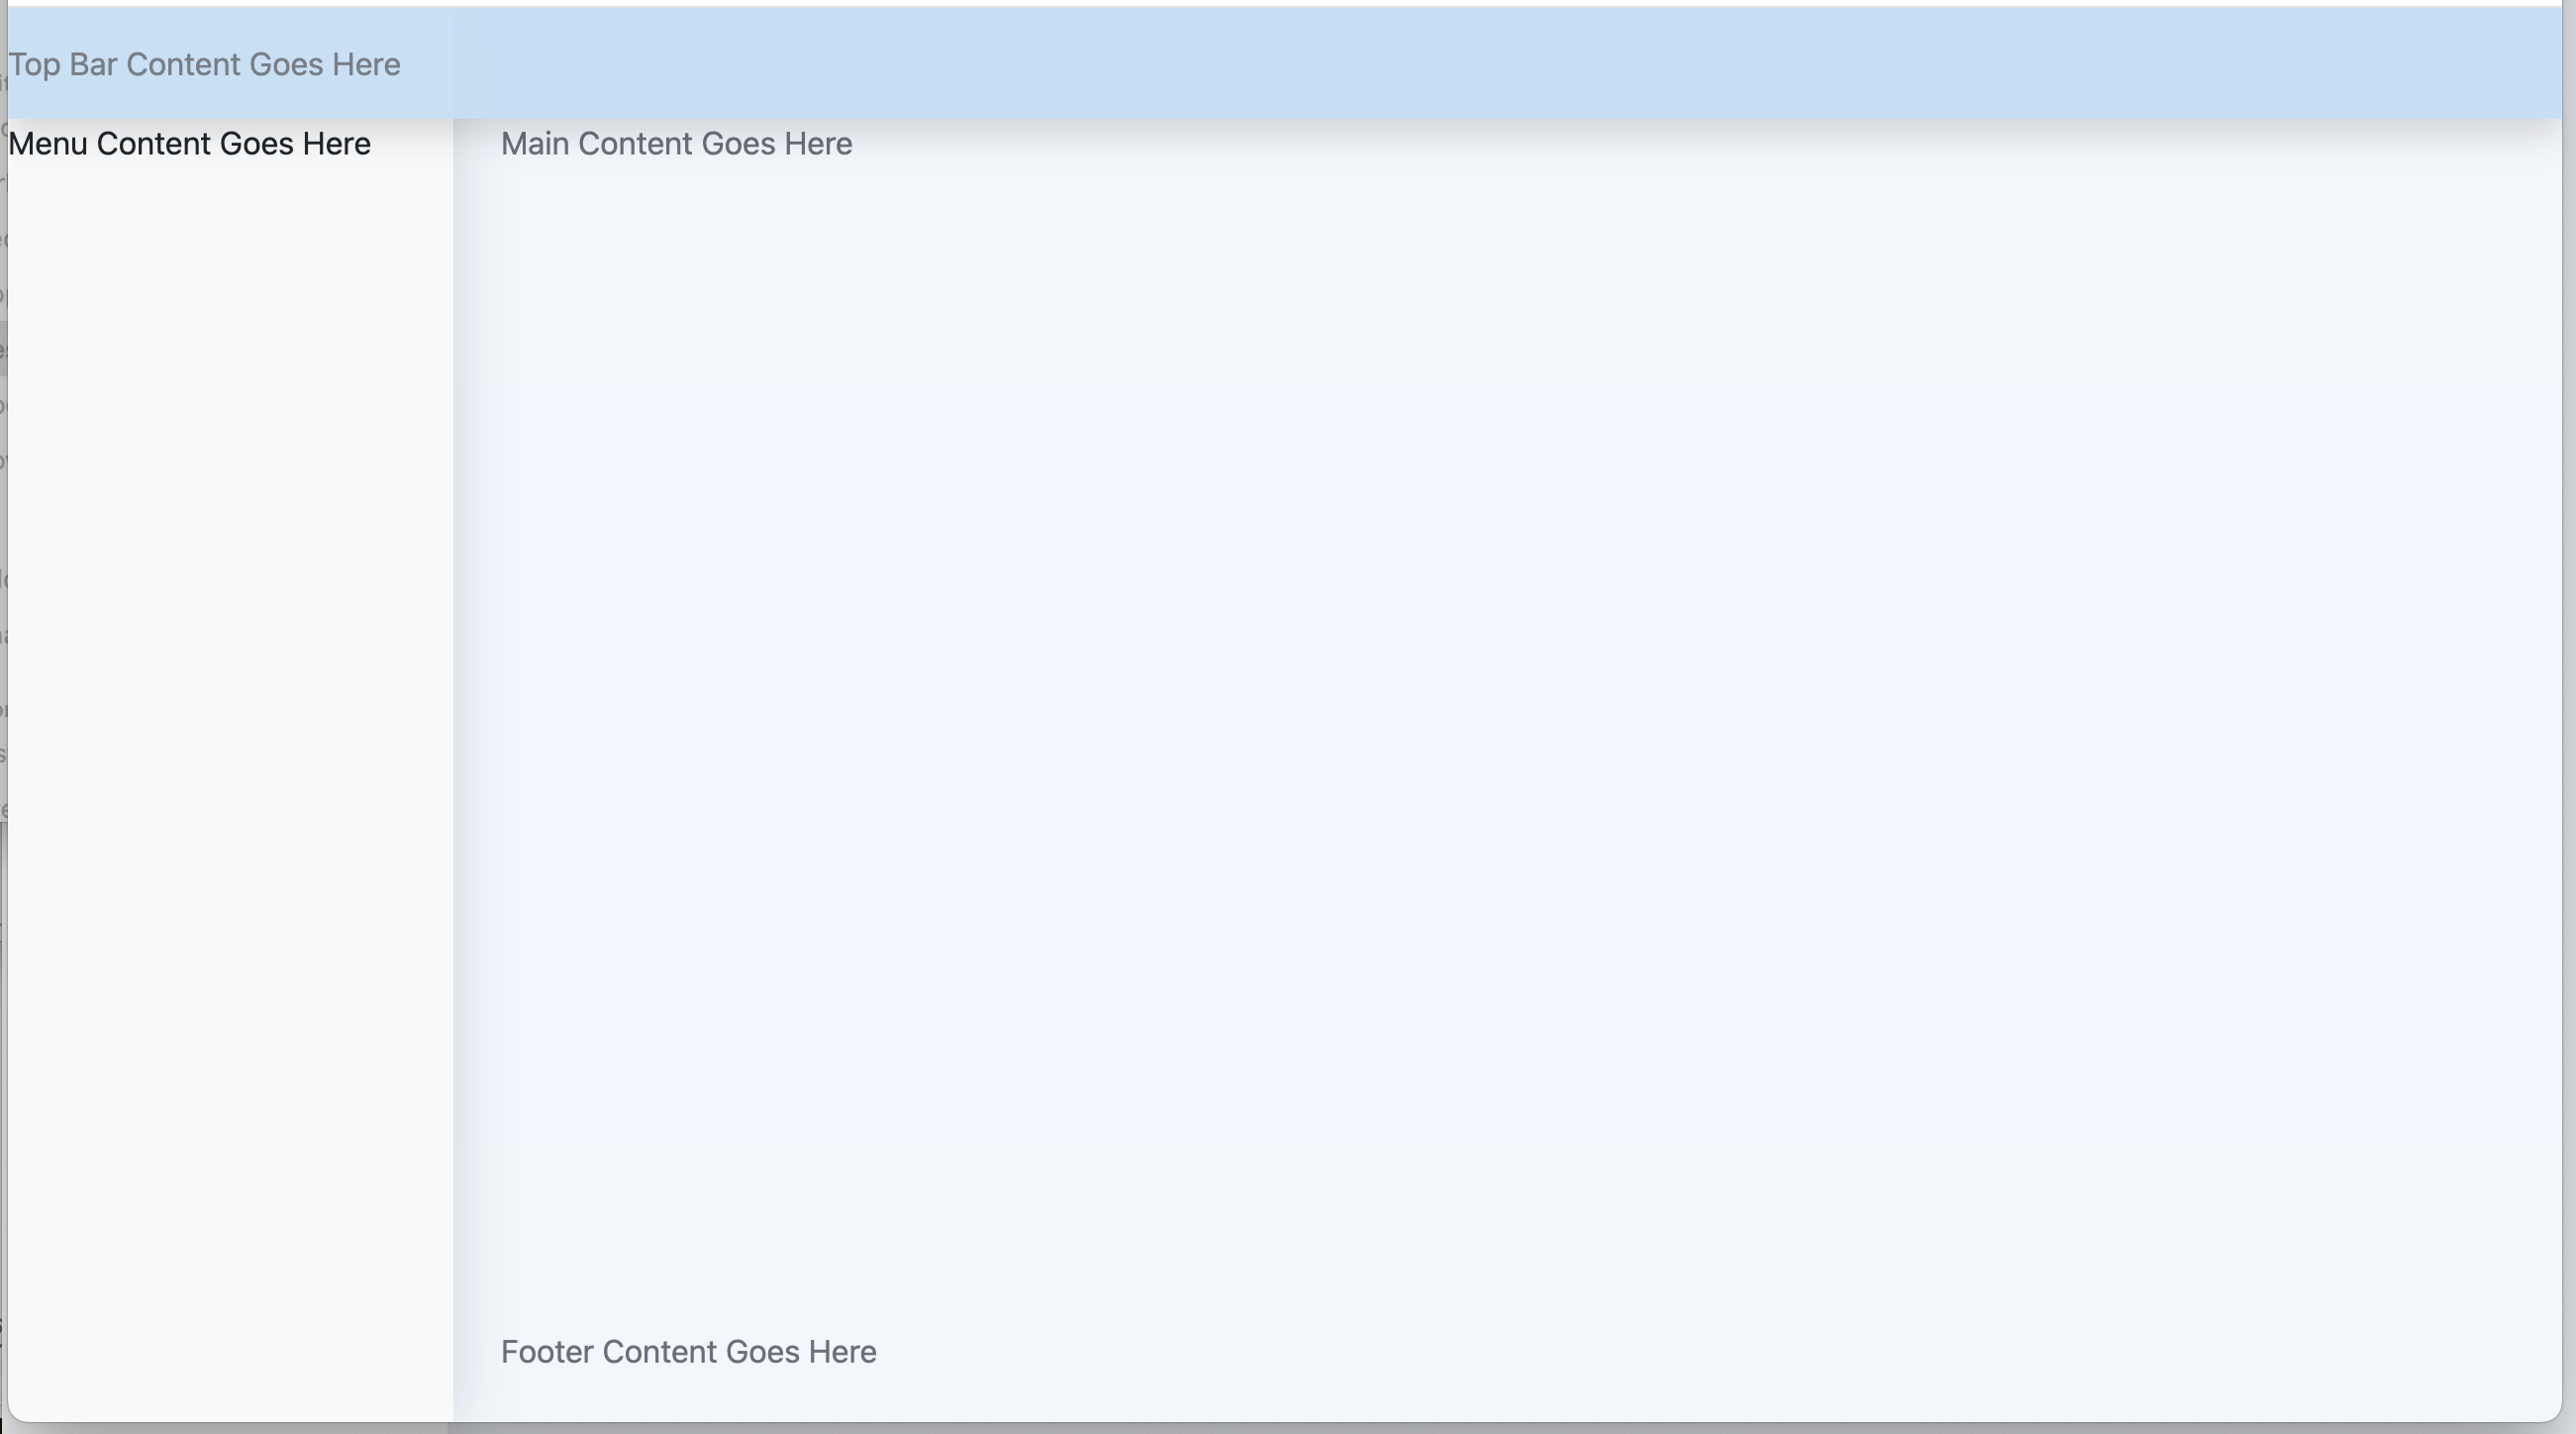 Top Bar Content Goes Here
Menu Content Goes Here
Main Content Goes Here
Footer Content Goes Here